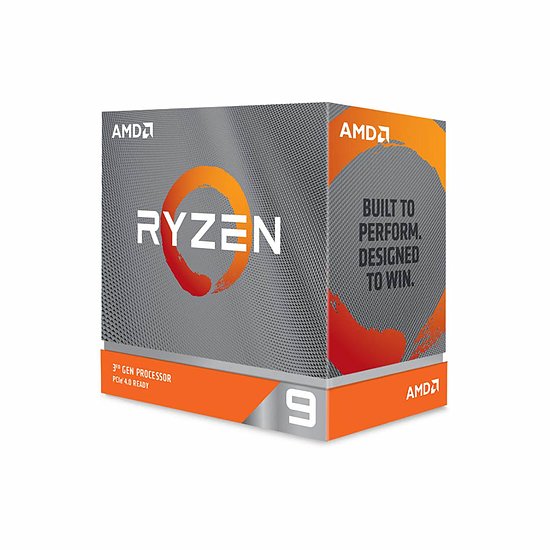 AMD
RYZEN
3RD GEN PROCESSOR
PCIe® 4.0 READY
9
AMD
BUILT TO
PERFORM.
DESIGNED
TO WIN.
AMD